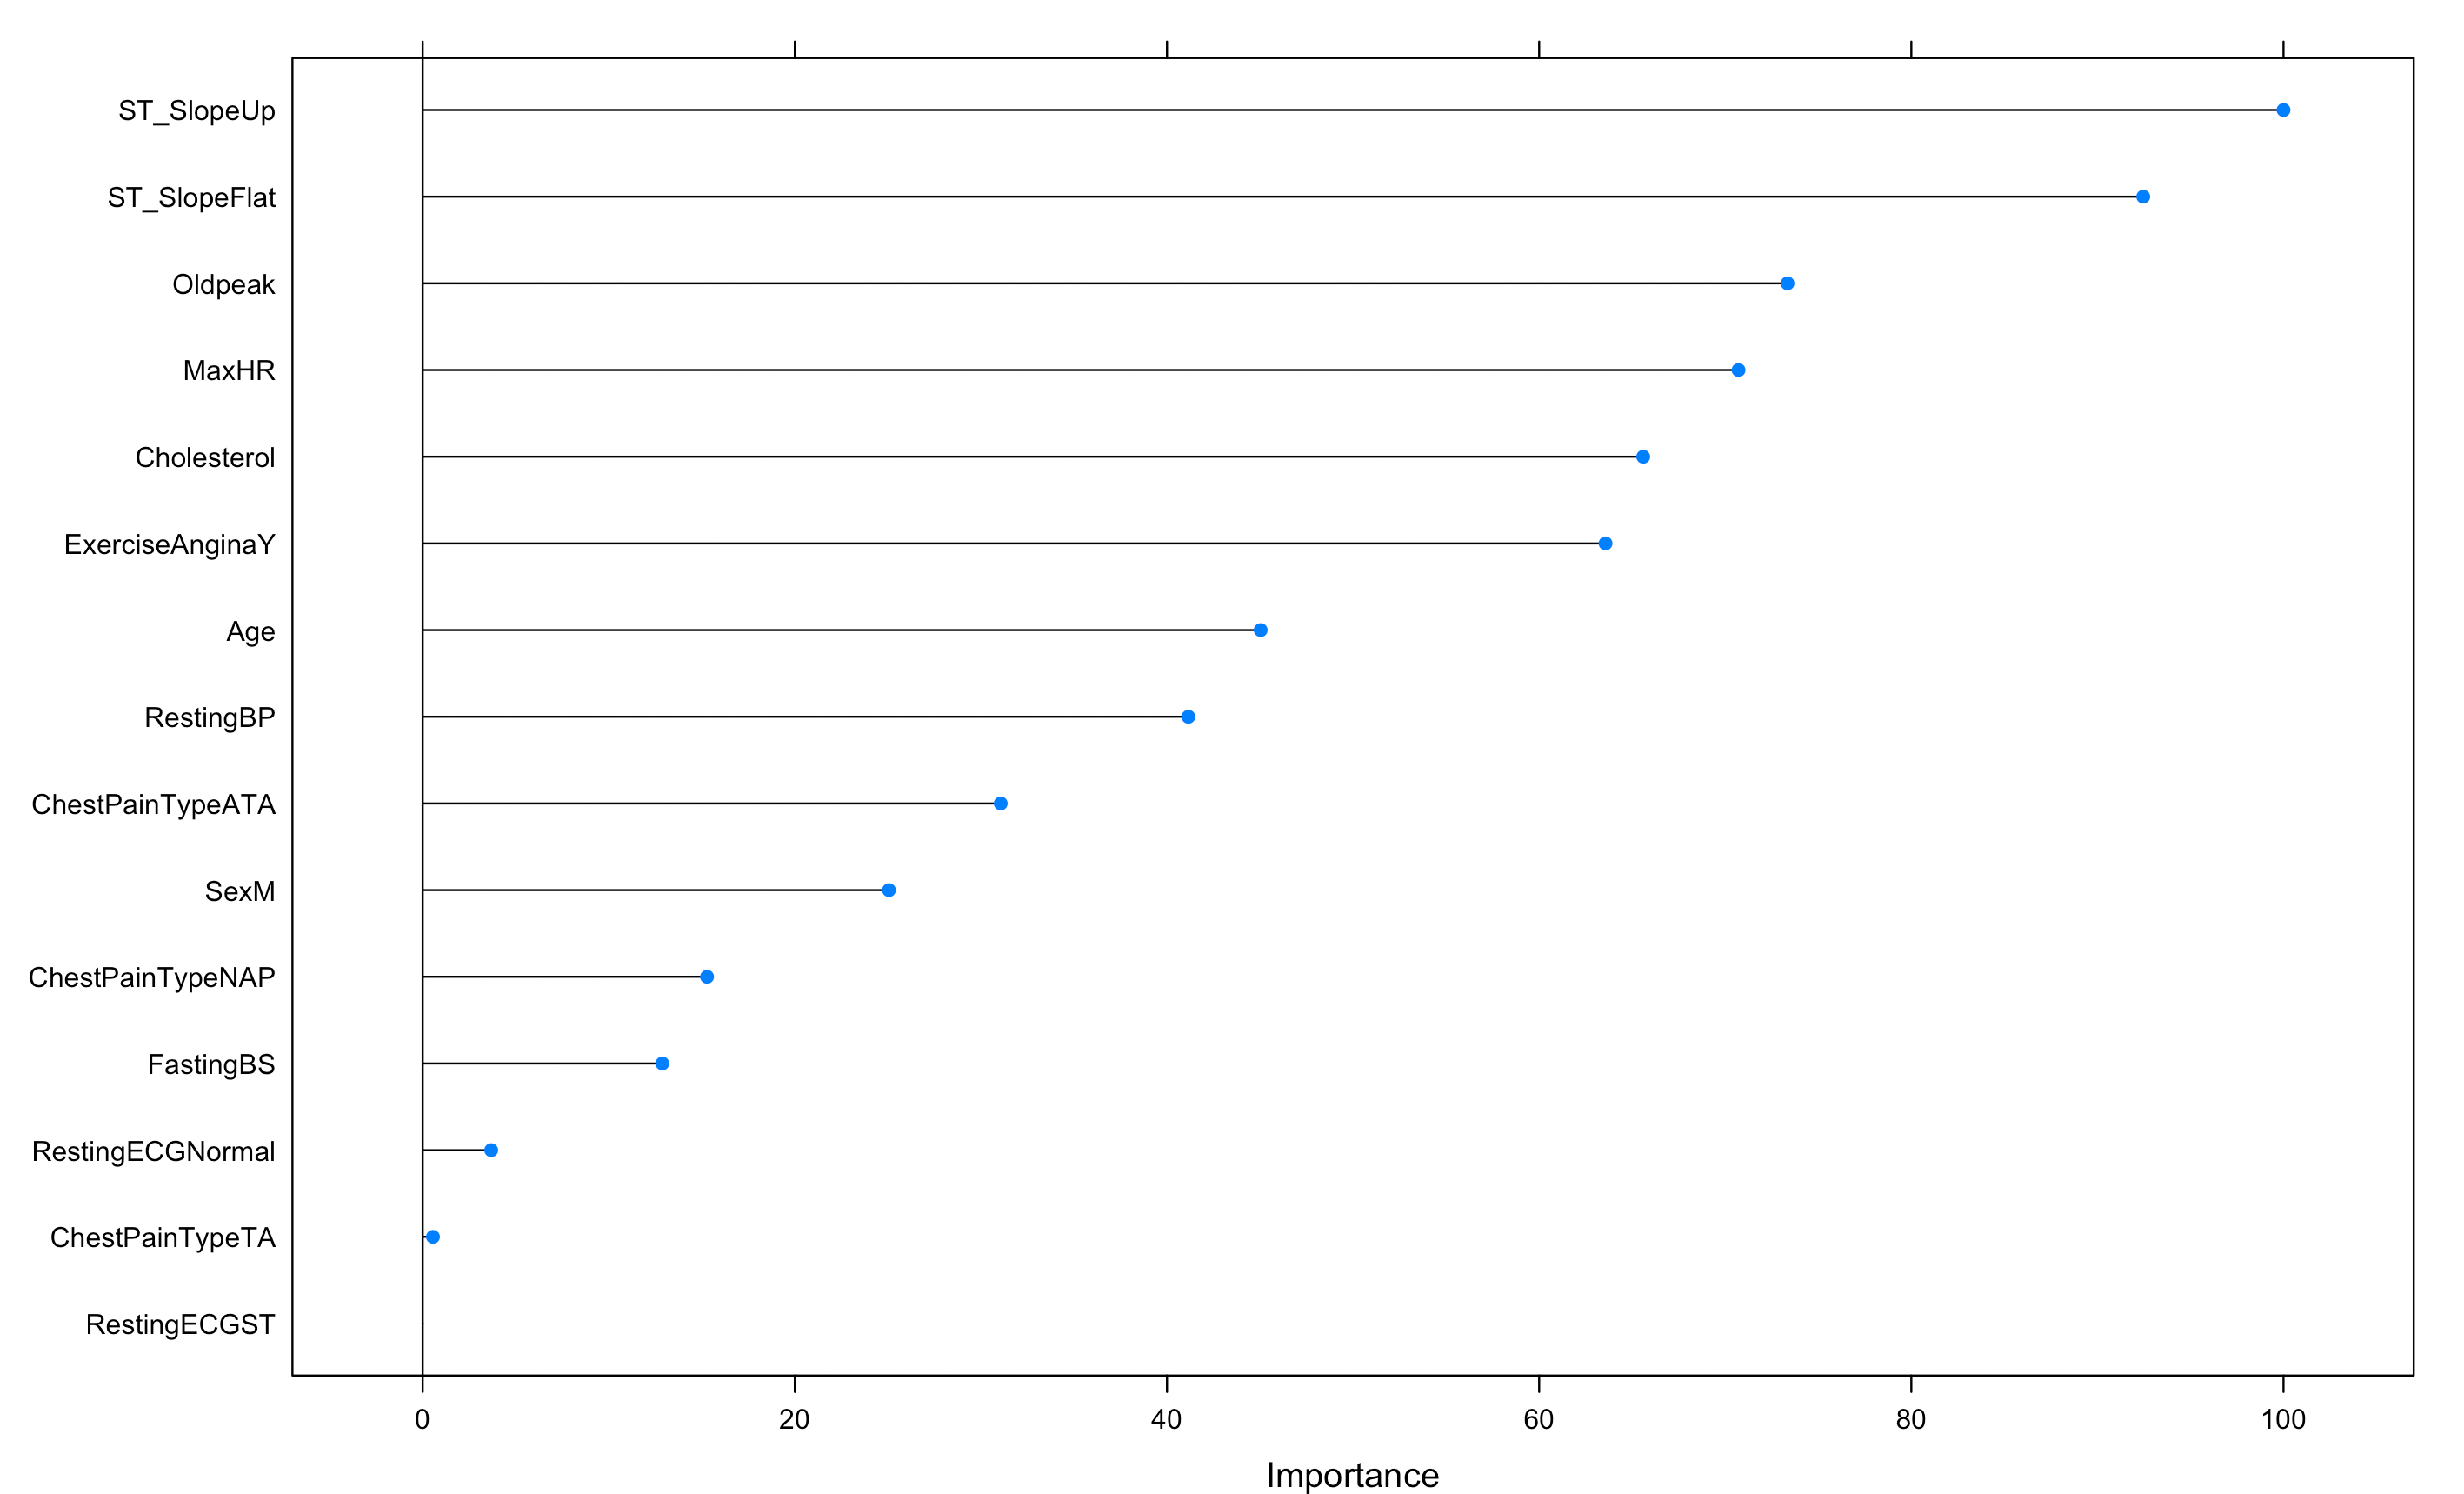 ST_SlopeUp
ST_SlopeFlat
Oldpeak
MaxHR
Cholesterol
ExerciseAnginaY
Age
RestingBP
ChestPainTypeATA
SexM
ChestPainTypeNAP
FastingBS
RestingECGNormal
ChestPainTypeTA
RestingECGST
0 20 40 60 80 100
Importance